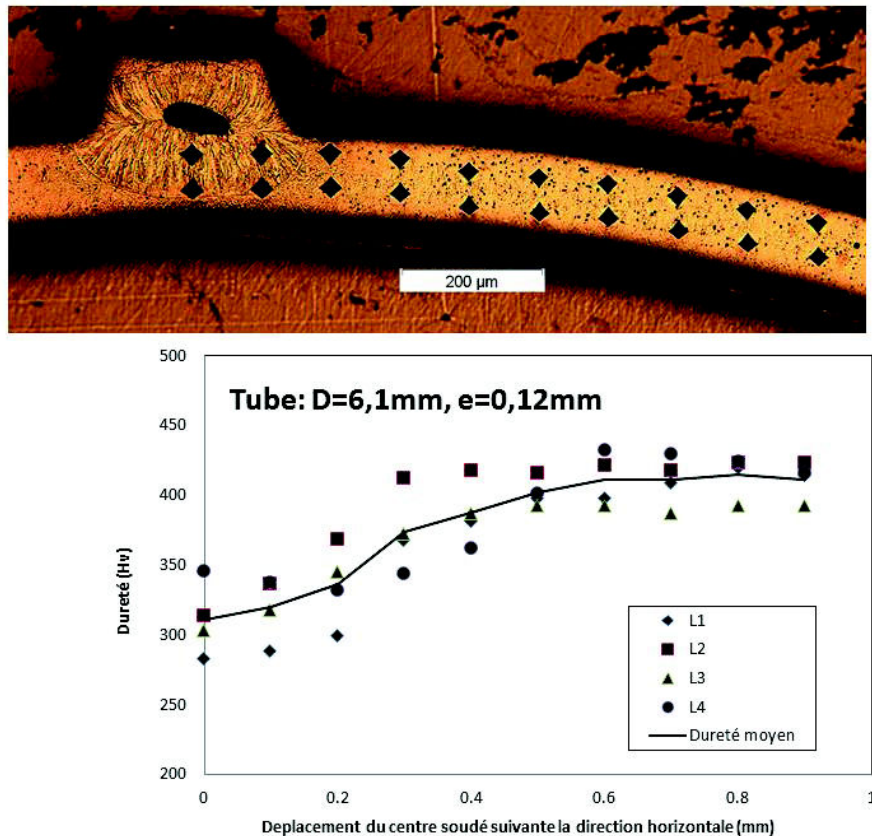 200 µm
500
Tube: D=6,1mm, e=0,12mm
450
400
350
300
250
200
Dureté (Hv)
L1
L2
L3
L4
Dureté moyen
0
0.2
0.4
0.6
0.8
1
Deplacement du centre soudé suivante la direction horizontale (mm)